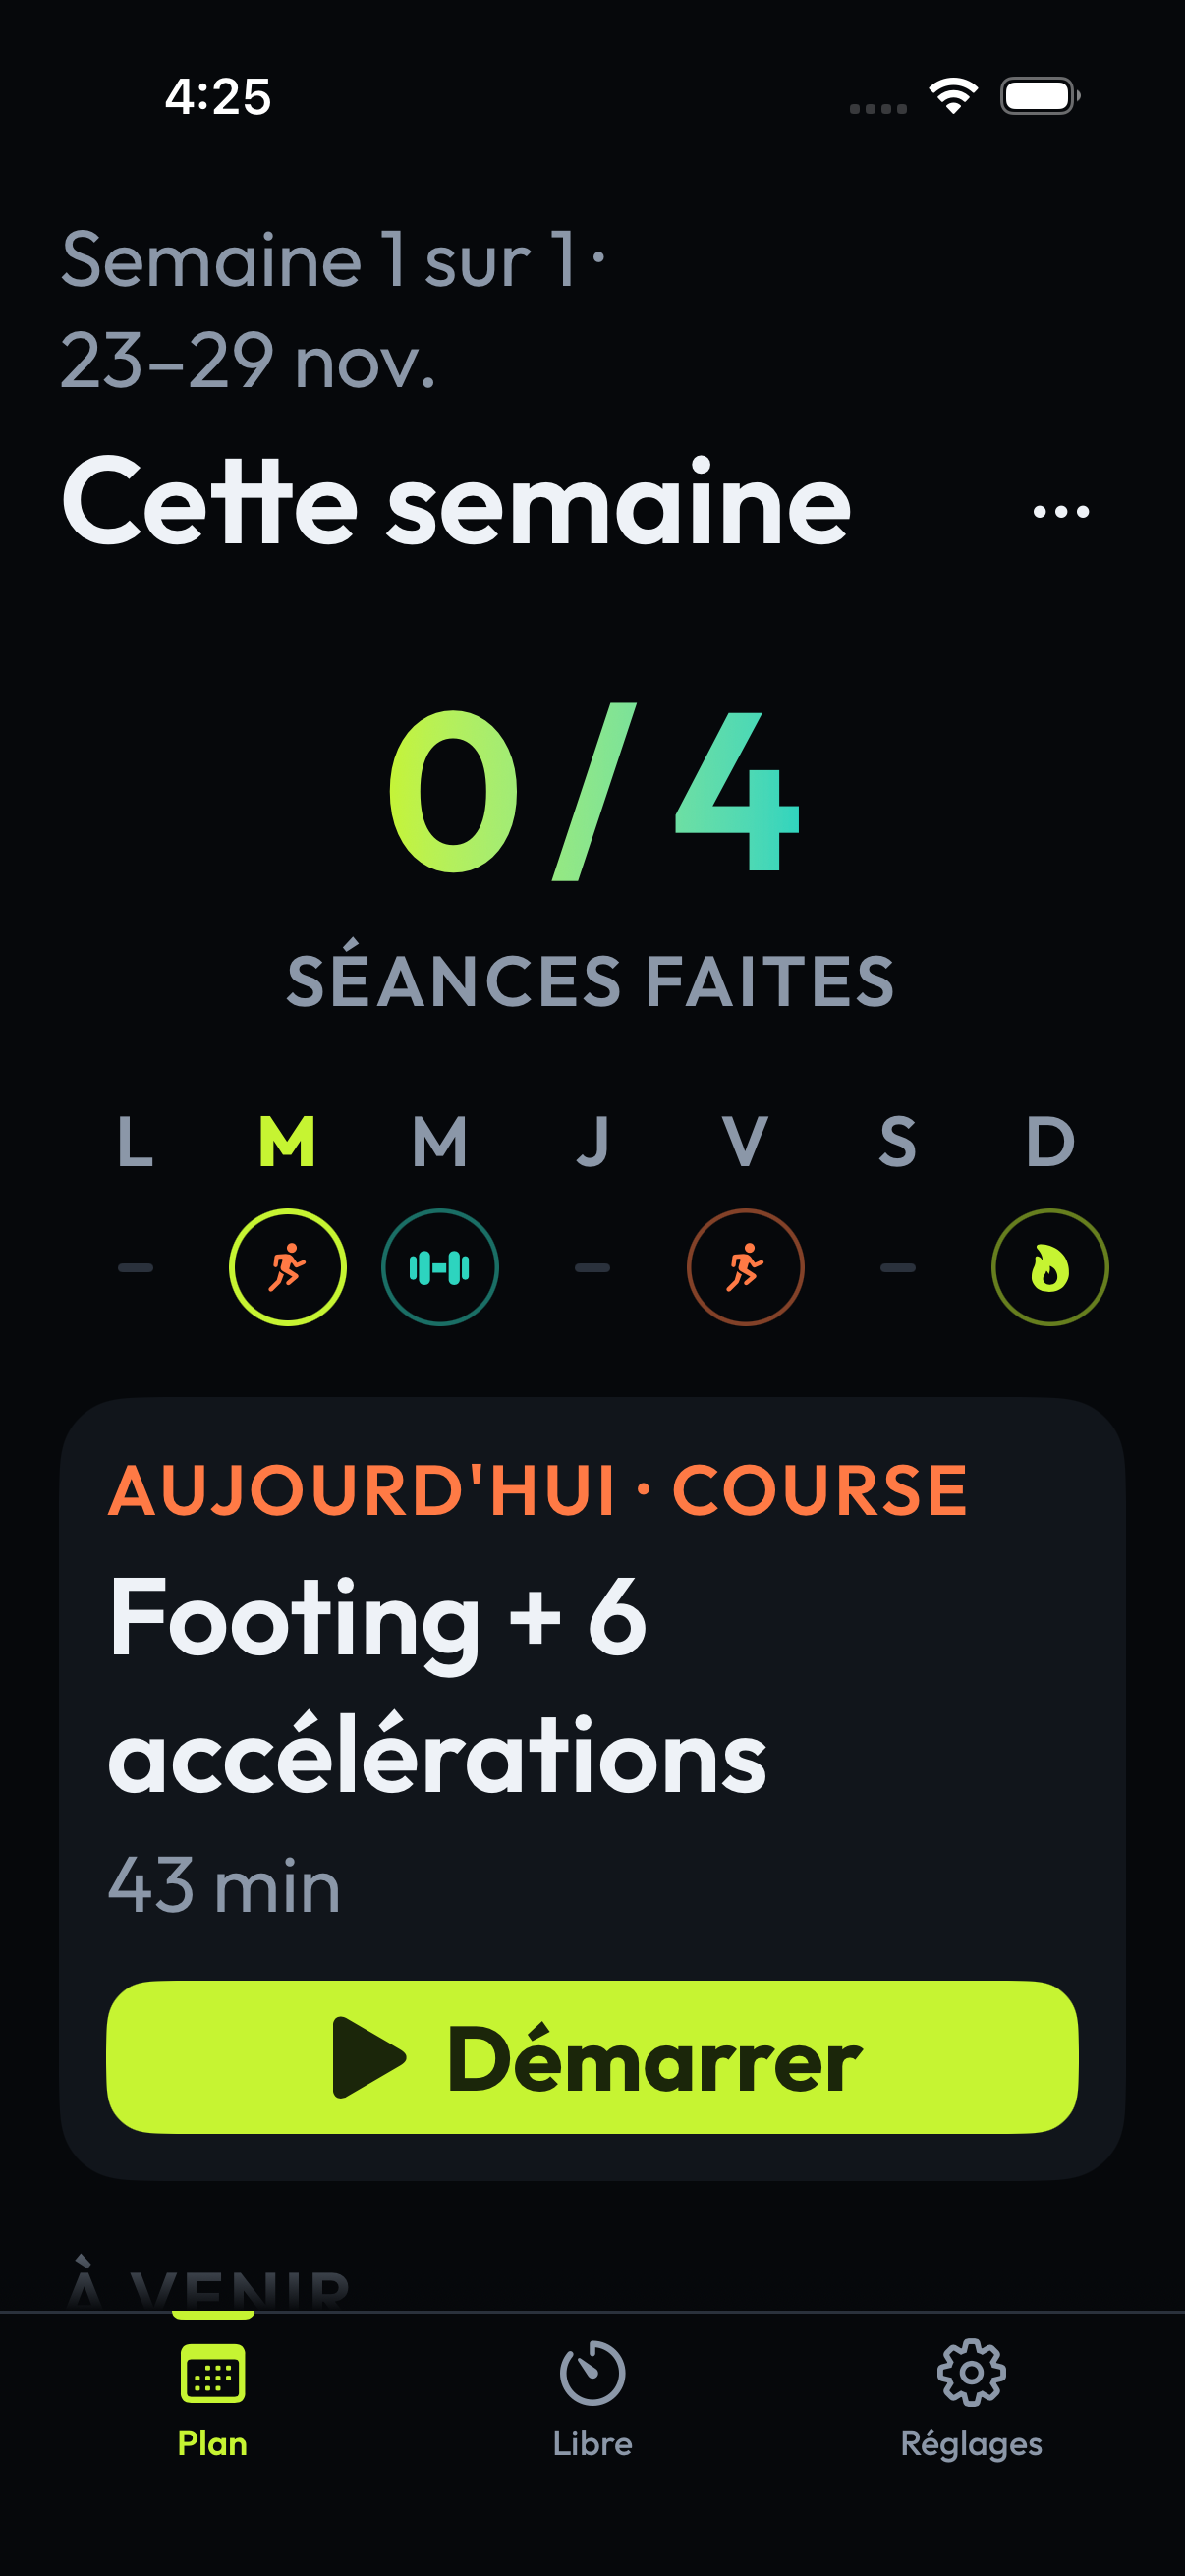 4:25
Semaine 1 sur 1 ·
23–29 nov.
Cette semaine
0/4
SÉANCES FAITES
L M M J V S D
AUJOURD'HUI · COURSE
Footing + 6
accélérations
43 min
Démarrer
À VENIR
Plan Libre Réglages